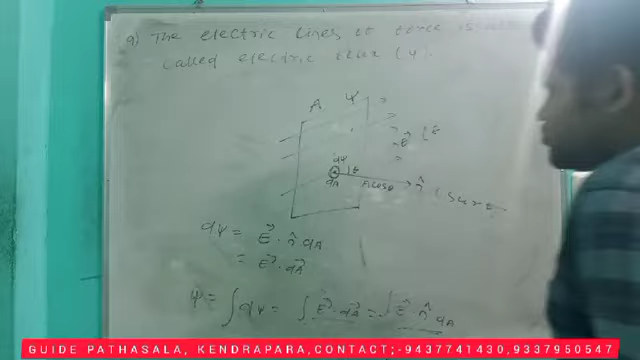 a) The electric lines of force is
called electric flux (ψ).
A ψ
E
dψ
θ
dA
A cosθ n̂
dψ = E⃗ . n̂ dA
= E⃗ . dA⃗
ψ = ∫ dψ = ∫ E⃗ . dA⃗ = ∫ E⃗ . n̂ dA
GUIDE PATHASALA, KENDRAPARA,CONTACT;-9437741430,9337950547